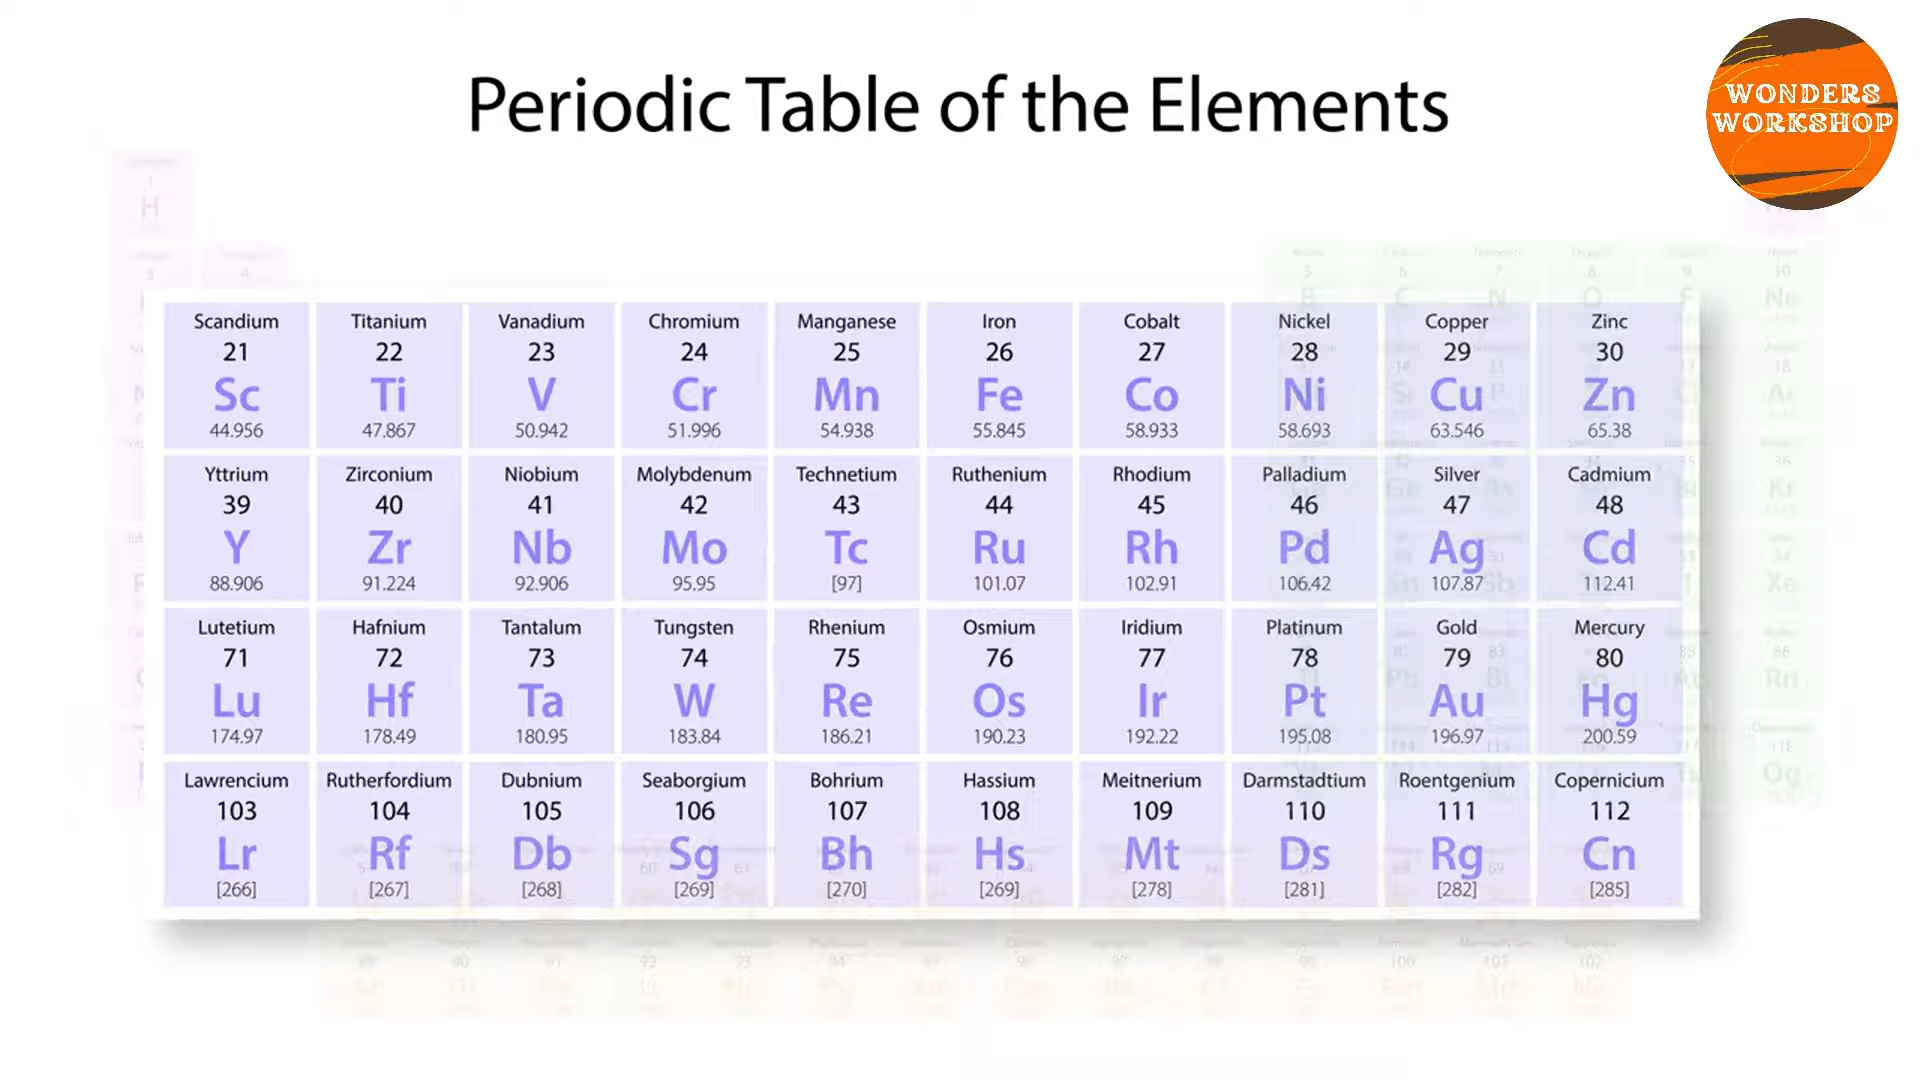 Periodic Table of the Elements
WONDERS
WORKSHOP
H
Scandium Titanium Vanadium Chromium Manganese Iron Cobalt Nickel Copper Zinc
21 22 23 24 25 26 27 28 29 30
Sc Ti V Cr Mn Fe Co Ni Cu Zn
44.956 47.867 50.942 51.996 54.938 55.845 58.933 58.693 63.546 65.38
Yttrium Zirconium Niobium Molybdenum Technetium Ruthenium Rhodium Palladium Silver Cadmium
39 40 41 42 43 44 45 46 47 48
Y Zr Nb Mo Tc Ru Rh Pd Ag Cd
88.906 91.224 92.906 95.95 [97] 101.07 102.91 106.42 107.87 112.41
Lutetium Hafnium Tantalum Tungsten Rhenium Osmium Iridium Platinum Gold Mercury
71 72 73 74 75 76 77 78 79 80
Lu Hf Ta W Re Os Ir Pt Au Hg
174.97 178.49 180.95 183.84 186.21 190.23 192.22 195.08 196.97 200.59
Lawrencium Rutherfordium Dubnium Seaborgium Bohrium Hassium Meitnerium Darmstadtium Roentgenium Copernicium
103 104 105 106 107 108 109 110 111 112
Lr Rf Db Sg Bh Hs Mt Ds Rg Cn
[266] [267] [268] [269] [270] [269] [278] [281] [282] [285]